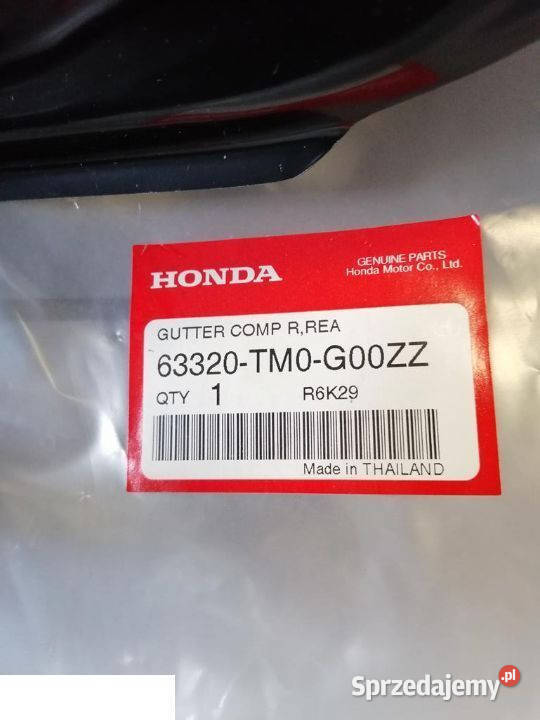 HONDA
GENUINE PARTS
Honda Motor Co., Ltd.
GUTTER COMP R,REA
63320-TM0-G00ZZ
QTY 1 R6K29
Made in THAILAND
Sprzedajemy.pl